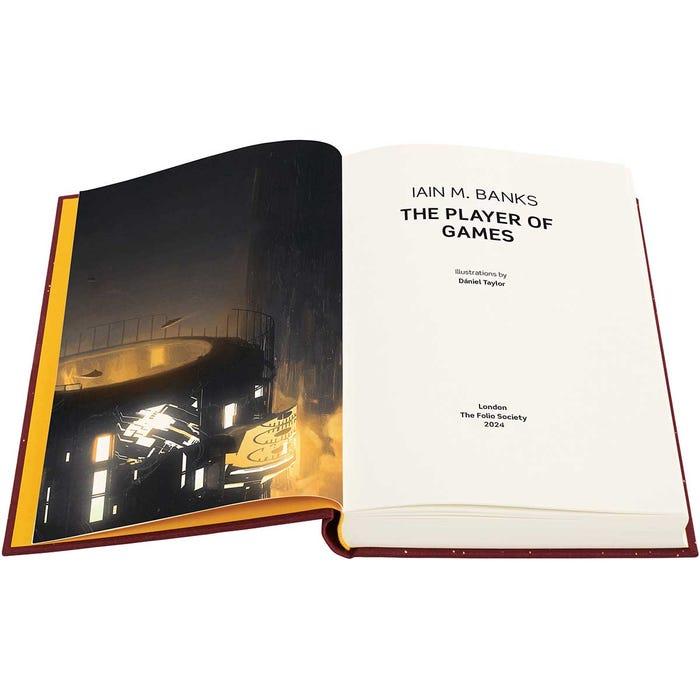 IAIN M. BANKS
THE PLAYER OF
GAMES
Illustrations by
Dániel Taylor
London
The Folio Society
2024